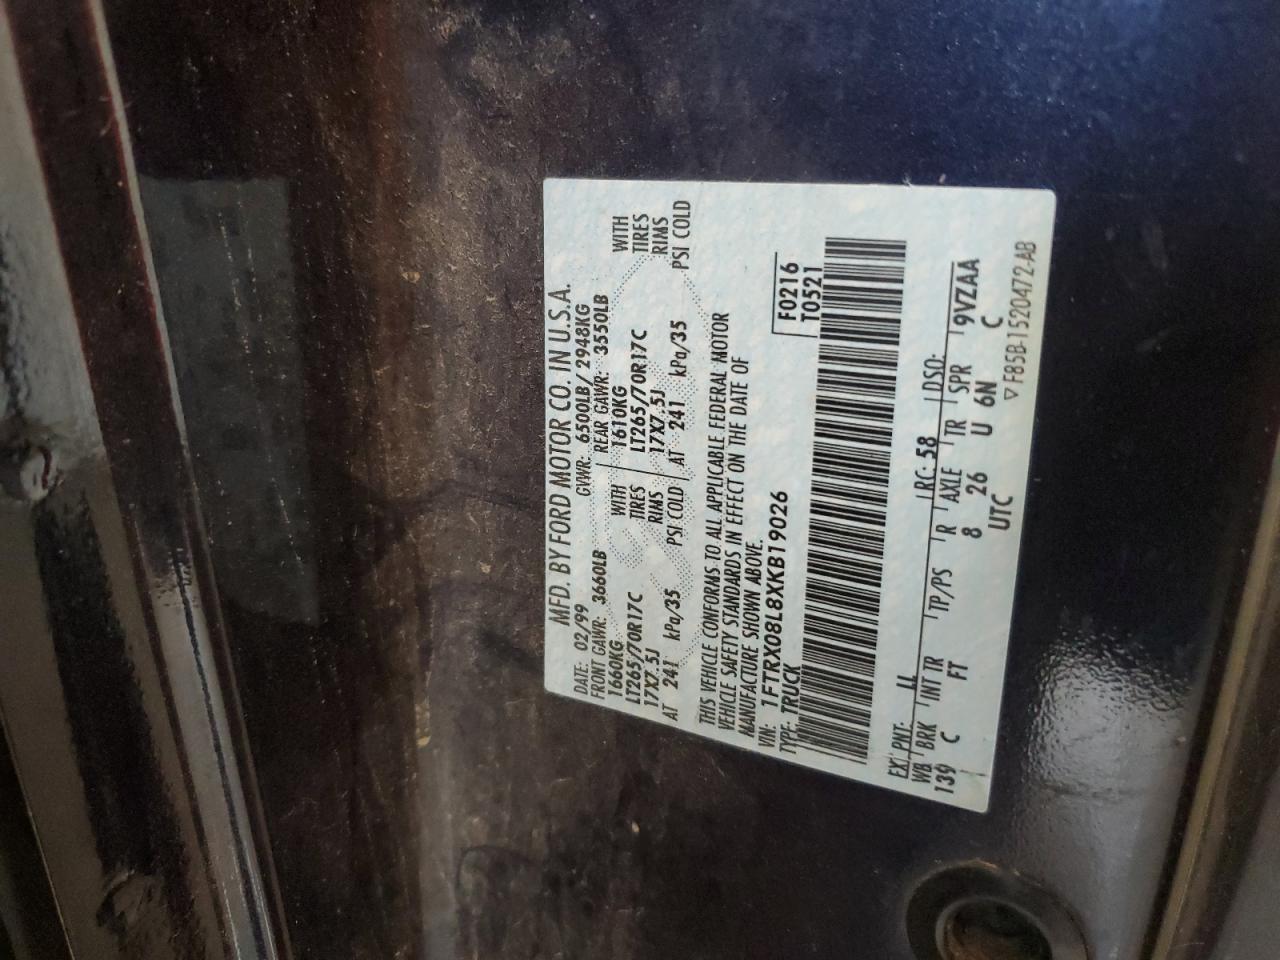 MFD. BY FORD MOTOR CO. IN U.S.A.
DATE: 02/99 GVWR: 6500LB/ 2948KG
FRONT GAWR: 3660LB REAR GAWR: 3550LB
1660KG WITH 1610KG WITH
LT265/70R17C TIRES LT265/70R17C TIRES
17X7.5J RIMS 17X7.5J RIMS
AT 241 kPa/35 PSI COLD AT 241 kPa/35 PSI COLD
THIS VEHICLE CONFORMS TO ALL APPLICABLE FEDERAL MOTOR
VEHICLE SAFETY STANDARDS IN EFFECT ON THE DATE OF
MANUFACTURE SHOWN ABOVE.
VIN: 1FTRX08L8XKB19026 F0216
TYPE: TRUCK T0521
EXT PNT: LL RC: 58 DSO:
WB BRK INT TR TP/PS R AXLE TR SPR 9VZAA
139 C FT 8 26 U 6N C
UTC
▽ F85B-1520472-AB